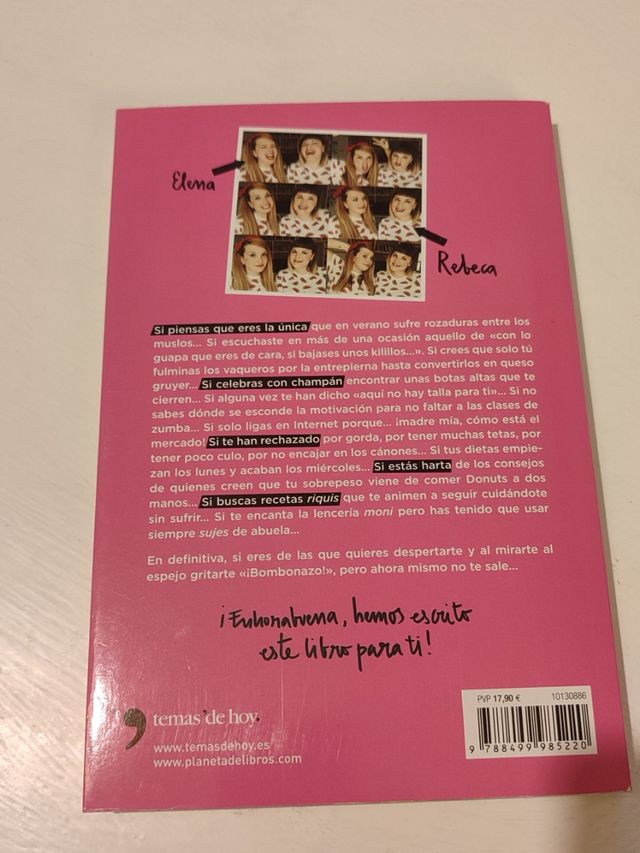 Elena
Rebeca
Si piensas que eres la única que en verano sufre rozaduras entre los
muslos... Si escuchaste en más de una ocasión aquello de «con lo
guapa que eres de cara, si bajases unos kilillos...». Si crees que solo tú
fulminas los vaqueros por la entrepierna hasta convertirlos en queso
gruyer... Si celebras con champán encontrar unas botas altas que te
cierren... Si alguna vez te han dicho «aquí no hay talla para ti»... Si no
sabes dónde se esconde la motivación para no faltar a las clases de
zumba... Si solo ligas en Internet porque... ¡madre mía, cómo está el
mercado! Si te han rechazado por gorda, por tener muchas tetas, por
tener poco culo, por no encajar en los cánones... Si tus dietas empie-
zan los lunes y acaban los miércoles... Si estás harta de los consejos
de quienes creen que tu sobrepeso viene de comer Donuts a dos
manos... Si buscas recetas riquis que te animen a seguir cuidándote
sin sufrir... Si te encanta la lencería moni pero has tenido que usar
siempre sujes de abuela...
En definitiva, si eres de las que quieres despertarte y al mirarte al
espejo gritarte «¡Bombonazo!», pero ahora mismo no te sale...
¡Enhorabuena, hemos escrito
este libro para ti!
temas'de hoy.
www.temasdehoy.es
www.planetadelibros.com
PVP 17,90 € 10130886
9 788499 985220